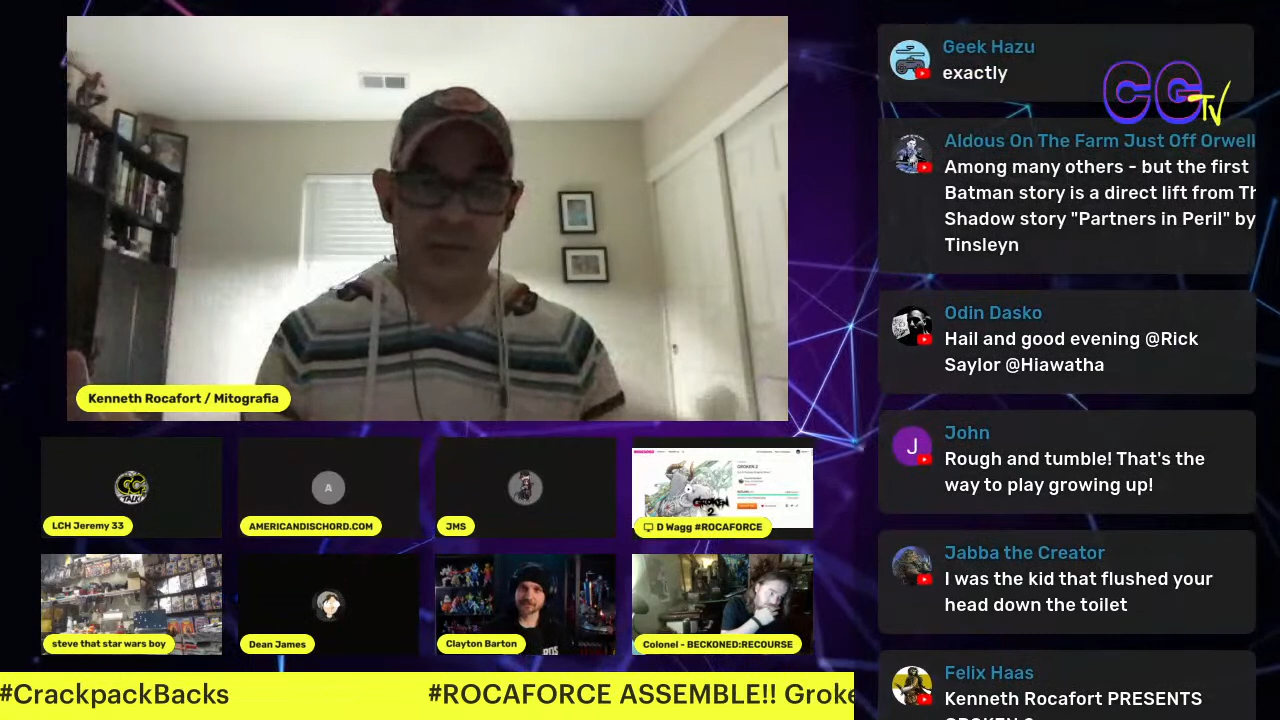 Geek Hazu
exactly
CG TV
Aldous On The Farm Just Off Orwell
Among many others - but the first
Batman story is a direct lift from Th
Shadow story "Partners in Peril" by
Tinsleyn
Odin Dasko
Hail and good evening @Rick
Saylor @Hiawatha
John
J
Rough and tumble! That's the
way to play growing up!
Jabba the Creator
I was the kid that flushed your
head down the toilet
Felix Haas
Kenneth Rocafort PRESENTS
Kenneth Rocafort / Mitografia
LCH Jeremy 33
A
AMERICANDISCHORD.COM
JMS
GROKEN 2
D Wagg #ROCAFORCE
steve that star wars boy
Dean James
Clayton Barton
Colonel - BECKONED:RECOURSE
#CrackpackBacks
#ROCAFORCE ASSEMBLE!! Groke